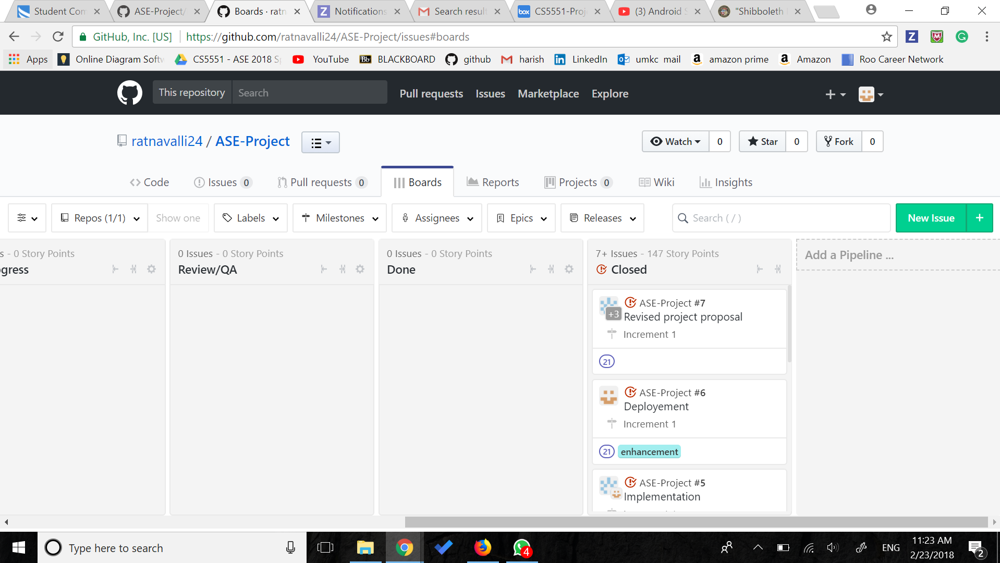 Student Con
ASE-Project/
Boards · ratn
Notifications
Search result
box CS5551-Proj
(3) Android S
"Shibboleth
GitHub, Inc. [US] https://github.com/ratnavalli24/ASE-Project/issues#boards
Apps Online Diagram Softw CS5551 - ASE 2018 Sp YouTube Bb BLACKBOARD github harish LinkedIn umkc mail amazon prime Amazon Roo Career Network
This repository Search Pull requests Issues Marketplace Explore
ratnavalli24 / ASE-Project Watch 0 Star 0 Fork 0
Code Issues 0 Pull requests 0 Boards Reports Projects 0 Wiki Insights
Repos (1/1) Show one Labels Milestones Assignees Epics Releases Search ( / ) New Issue +
s - 0 Story Points
gress
0 Issues - 0 Story Points
Review/QA
0 Issues - 0 Story Points
Done
7+ Issues - 147 Story Points
Closed
Add a Pipeline ...
ASE-Project #7
+3 Revised project proposal
Increment 1
21
ASE-Project #6
Deployement
Increment 1
21 enhancement
ASE-Project #5
Implementation
Type here to search
4
ENG
11:23 AM
2/23/2018
2